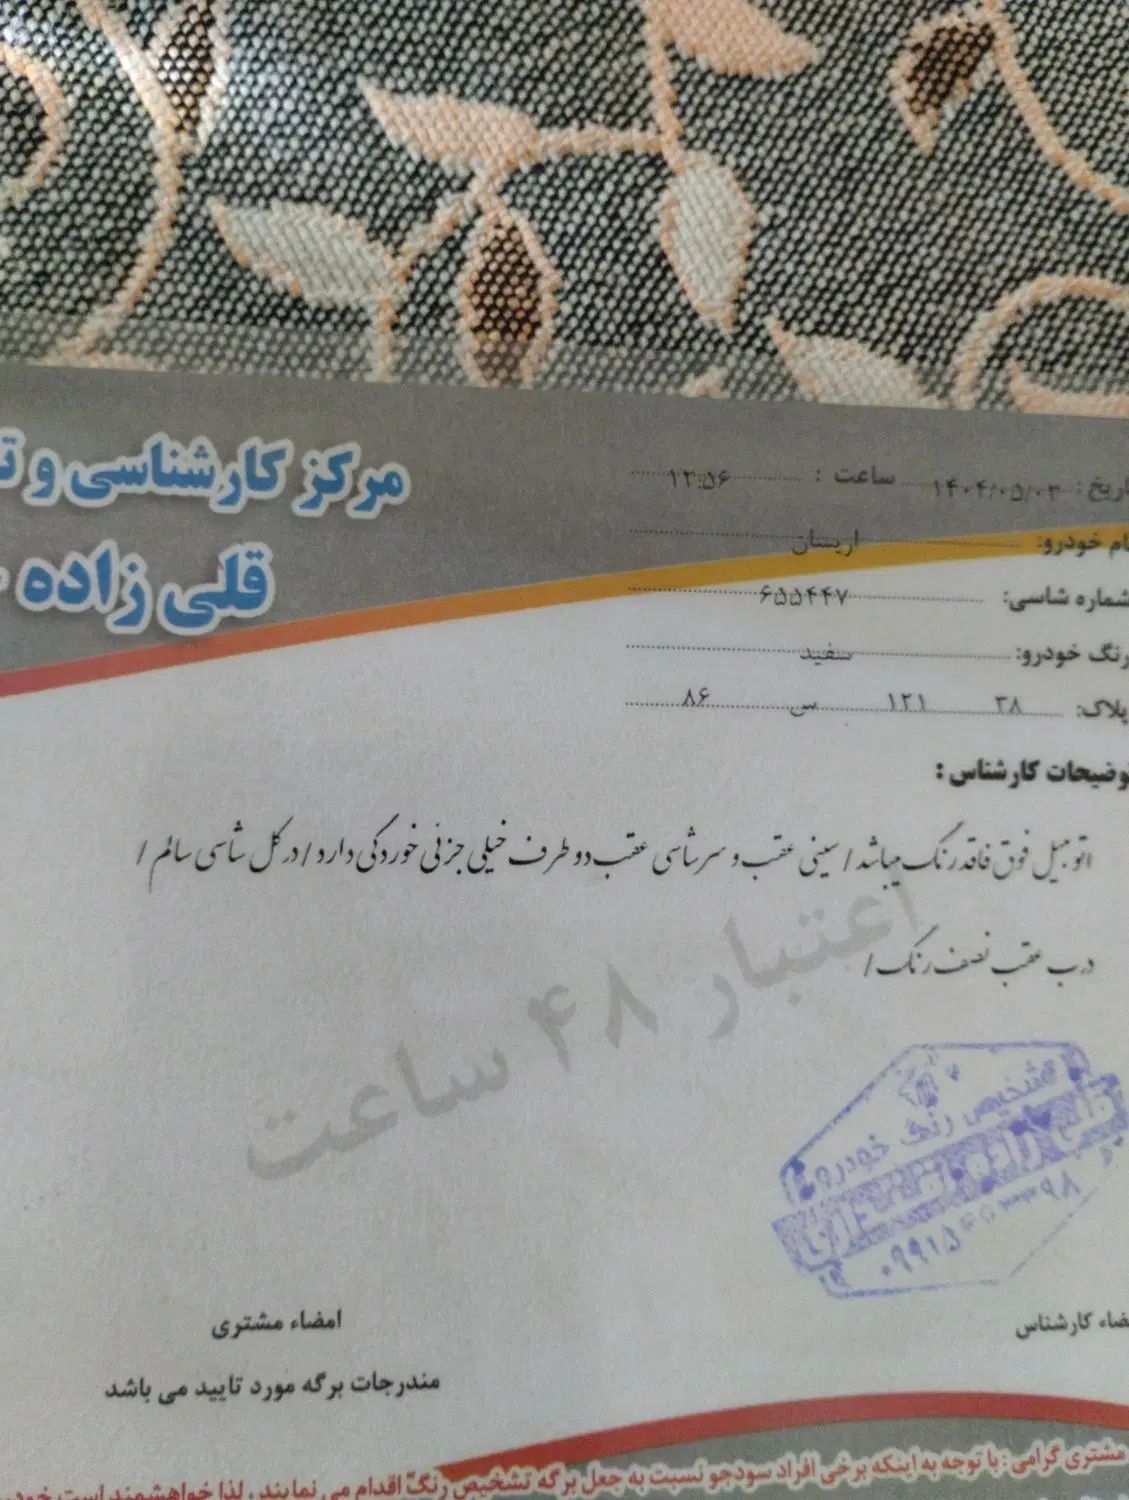 مرکز کارشناسی و
قلی زاده
ساعت : ۱۲:۵۶
۱۴۰۴/۰۵/۰۳
خودرو: اریسان
شماره شاسی: ۶۵۵۴۴۷
رنگ خودرو: سفید
پلاک: ۳۸ ۱۲۱ س ۸۶
توضیحات کارشناس :
اتومبیل فوق فاقد رنگ میباشد / سینی عقب و سرشاسی عقب دو طرف خیلی جزئی خوردگی دارد / در کل شاسی سالم /
درب عقب نصف رنگ /
اعتبار ۴۸ ساعت
تشخیص رنگ خودرو
امضاء کارشناس
امضاء مشتری
مندرجات برگه مورد تایید می باشد
مشتری گرامی : با توجه به اینکه برخی افراد سودجو نسبت به جعل برگه تشخیص رنگ اقدام می نمایند . لذا خواهشمند است